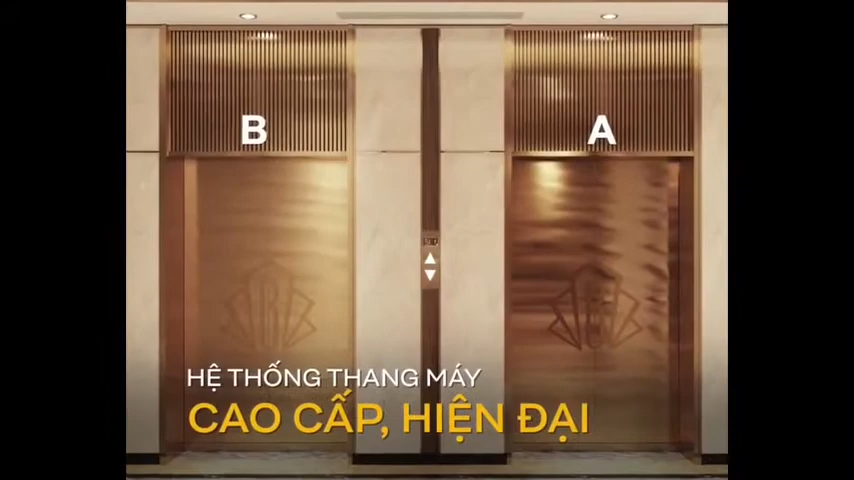 B
A
HỆ THỐNG THANG MÁY
CAO CẤP, HIỆN ĐẠI